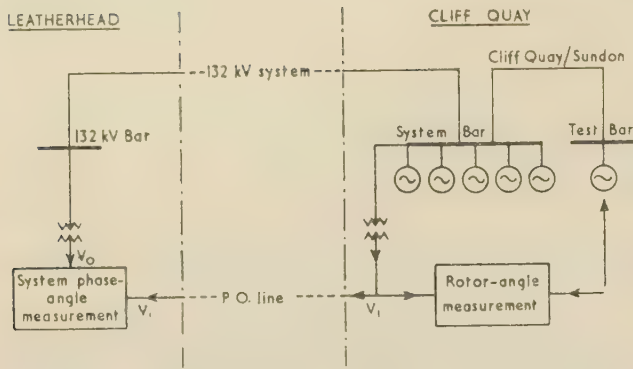 LEATHERHEAD
CLIFF QUAY
132 kV system
Cliff Quay/Sundon
132 kV Bar
System Bar
Test Bar
V₀
System phase-
angle
measurement
V₁
P.O. line
V₁
Rotor-angle
measurement